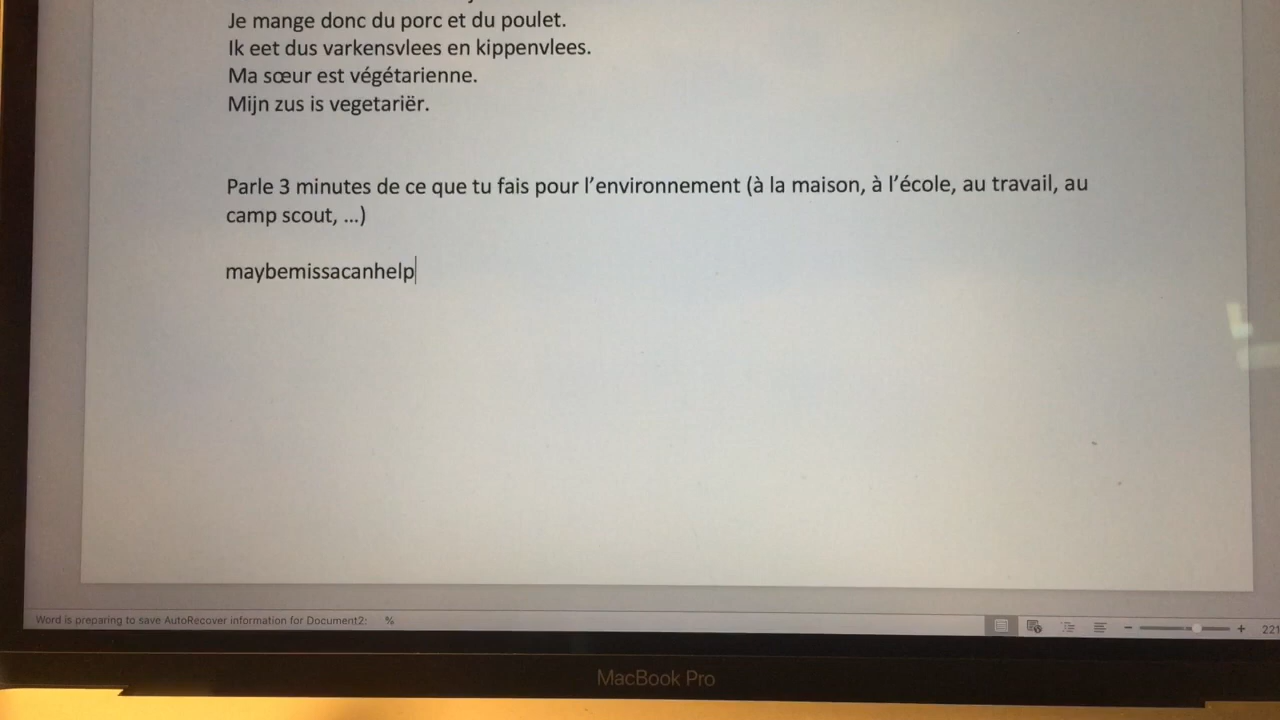 Je mange donc du porc et du poulet.
Ik eet dus varkensvlees en kippenvlees.
Ma sœur est végétarienne.
Mijn zus is vegetariër.
Parle 3 minutes de ce que tu fais pour l’environnement (à la maison, à l’école, au travail, au
camp scout, …)
maybemissacanhelp
Word is preparing to save AutoRecover information for Document2: %
221
MacBook Pro